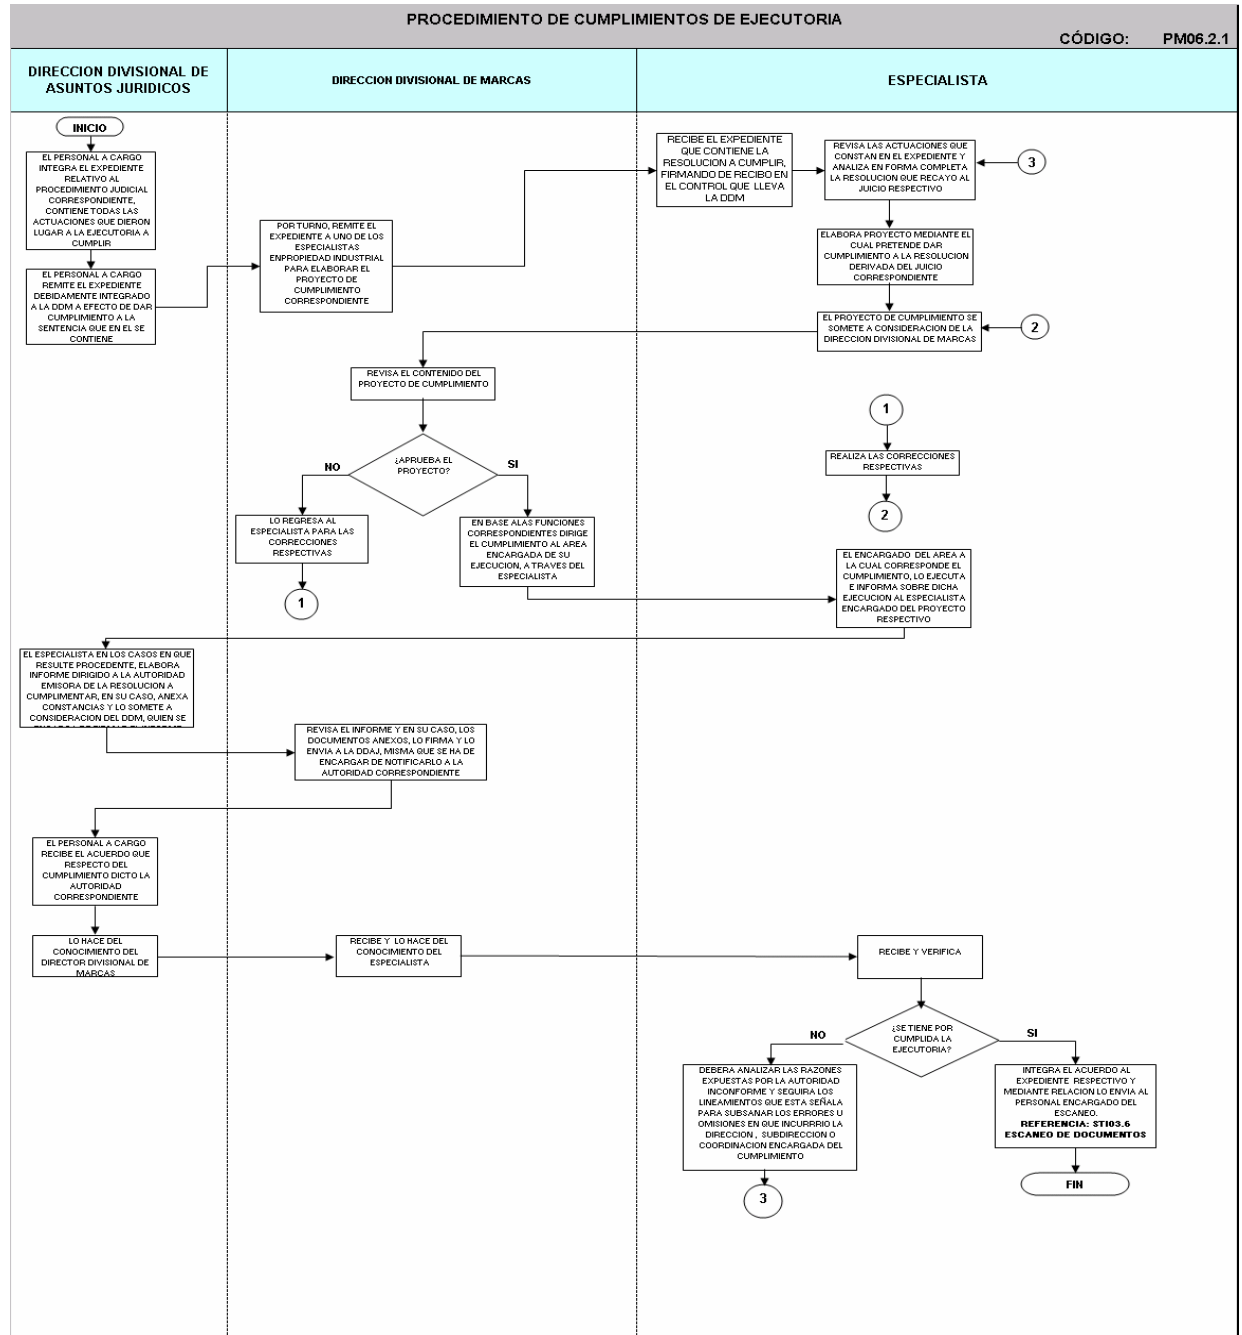 PROCEDIMIENTO DE CUMPLIMIENTOS DE EJECUTORIA
CÓDIGO: PM06.2.1
DIRECCION DIVISIONAL DE
ASUNTOS JURIDICOS
DIRECCION DIVISIONAL DE MARCAS
ESPECIALISTA
INICIO
EL PERSONAL A CARGO
INTEGRA EL EXPEDIENTE
RELATIVO AL
PROCEDIMIENTO JUDICIAL
CORRESPONDIENTE,
CONTIENE TODAS LAS
ACTUACIONES QUE DIERON
LUGAR A LA EJECUTORIA A
CUMPLIR
EL PERSONAL A CARGO
REMITE EL EXPEDIENTE
DEBIDAMENTE INTEGRADO
A LA DDM A EFECTO DE DAR
CUMPLIMIENTO A LA
SENTENCIA QUE EN EL SE
CONTIENE
POR TURNO, REMITE EL
EXPEDIENTE A UNO DE LOS
ESPECIALISTAS
ENPROPIEDAD INDUSTRIAL
PARA ELABORAR EL
PROYECTO DE
CUMPLIMIENTO
CORRESPONDIENTE
RECIBE EL EXPEDIENTE
QUE CONTIENE LA
RESOLUCION A CUMPLIR,
FIRMANDO DE RECIBO EN
EL CONTROL QUE LLEVA
LA DDM
REVISA LAS ACTUACIONES QUE
CONSTAN EN EL EXPEDIENTE Y
ANALIZA EN FORMA COMPLETA
LA RESOLUCION QUE RECAYO AL
JUICIO RESPECTIVO
3
ELABORA PROYECTO MEDIANTE EL
CUAL PRETENDE DAR
CUMPLIMIENTO A LA RESOLUCION
DERIVADA DEL JUICIO
CORRESPONDIENTE
EL PROYECTO DE CUMPLIMIENTO SE
SOMETE A CONSIDERACION DE LA
DIRECCION DIVISIONAL DE MARCAS
2
REVISA EL CONTENIDO DEL
PROYECTO DE CUMPLIMIENTO
¿APRUEBA EL
PROYECTO?
NO
SI
LO REGRESA AL
ESPECIALISTA PARA LAS
CORRECCIONES
RESPECTIVAS
1
EN BASE ALAS FUNCIONES
CORRESPONDIENTES DIRIGE
EL CUMPLIMIENTO AL AREA
ENCARGADA DE SU
EJECUCION, A TRAVES DEL
ESPECIALISTA
1
REALIZA LAS CORRECCIONES
RESPECTIVAS
2
EL ENCARGADO DEL AREA A
LA CUAL CORRESPONDE EL
CUMPLIMIENTO, LO EJECUTA
E INFORMA SOBRE DICHA
EJECUCION AL ESPECIALISTA
ENCARGADO DEL PROYECTO
RESPECTIVO
EL ESPECIALISTA EN LOS CASOS EN QUE
RESULTE PROCEDENTE, ELABORA
INFORME DIRIGIDO A LA AUTORIDAD
EMISORA DE LA RESOLUCION A
CUMPLIMENTAR, EN SU CASO, ANEXA
CONSTANCIAS Y LO SOMETE A
CONSIDERACION DEL DDM, QUIEN SE
REVISA EL INFORME Y EN SU CASO, LOS
DOCUMENTOS ANEXOS, LO FIRMA Y LO
ENVIA A LA DDAJ, MISMA QUE SE HA DE
ENCARGAR DE NOTIFICARLO A LA
AUTORIDAD CORRESPONDIENTE
EL PERSONAL A CARGO
RECIBE EL ACUERDO QUE
RESPECTO DEL
CUMPLIMIENTO DICTO LA
AUTORIDAD
CORRESPONDIENTE
LO HACE DEL
CONOCIMIENTO DEL
DIRECTOR DIVISIONAL DE
MARCAS
RECIBE Y LO HACE DEL
CONOCIMIENTO DEL
ESPECIALISTA
RECIBE Y VERIFICA
¿SE TIENE POR
CUMPLIDA LA
EJECUTORIA?
NO
SI
DEBERA ANALIZAR LAS RAZONES
EXPUESTAS POR LA AUTORIDAD
INCONFORME Y SEGUIRA LOS
LINEAMIENTOS QUE ESTA SEÑALA
PARA SUBSANAR LOS ERRORES U
OMISIONES EN QUE INCURRRIO LA
DIRECCION , SUBDIRECCION O
COORDINACION ENCARGADA DEL
CUMPLIMIENTO
3
INTEGRA EL ACUERDO AL
EXPEDIENTE RESPECTIVO Y
MEDIANTE RELACION LO ENVIA AL
PERSONAL ENCARGADO DEL
ESCANEO.
REFERENCIA: STI03.6
ESCANEO DE DOCUMENTOS
FIN